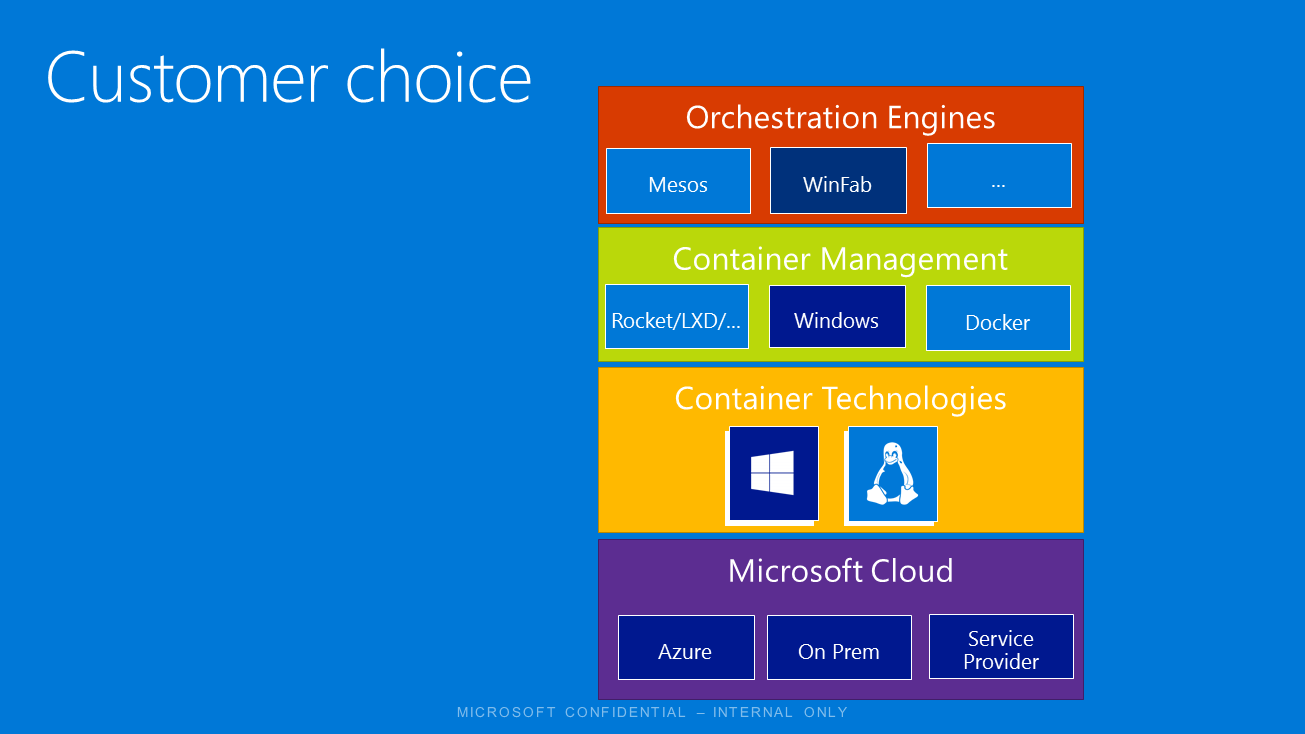 Customer choice
Orchestration Engines
Mesos
WinFab
...
Container Management
Rocket/LXD/...
Windows
Docker
Container Technologies
Microsoft Cloud
Azure
On Prem
Service
Provider
MICROSOFT CONFIDENTIAL – INTERNAL ONLY